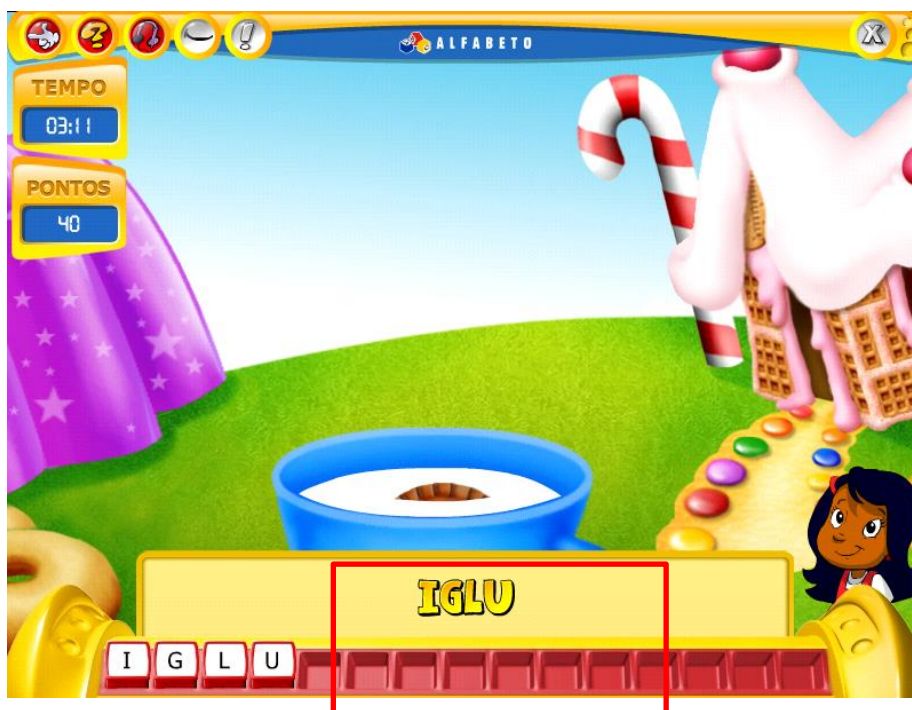 ALFABETO
X
TEMPO
03:11
PONTOS
40
IGLU
I G L U